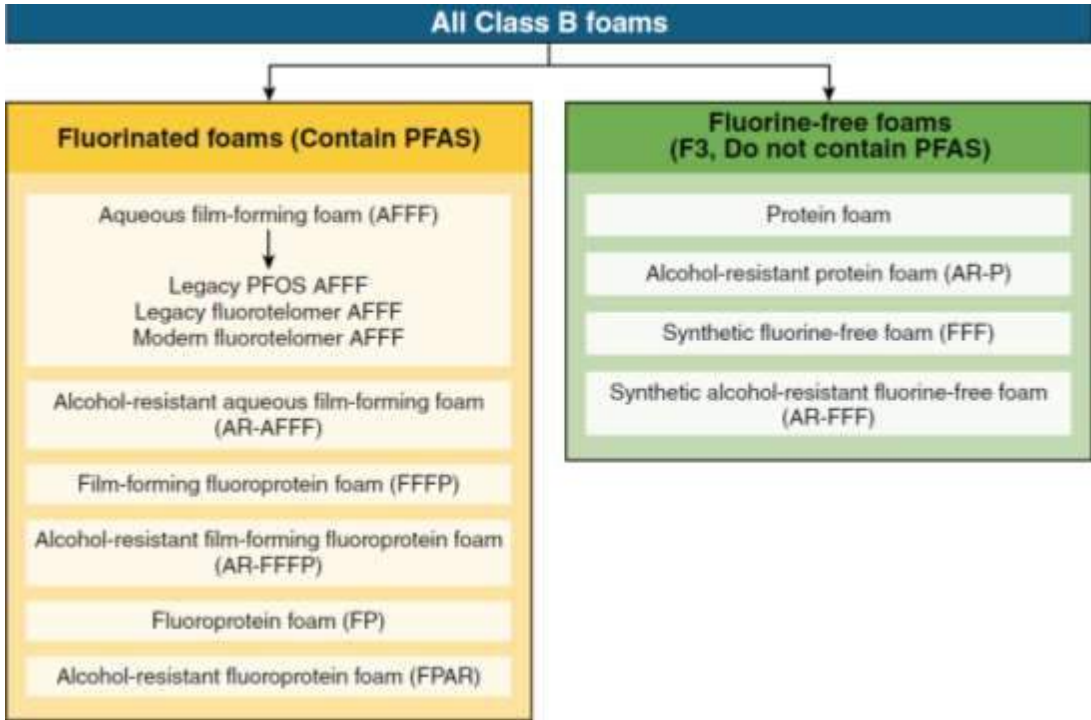 All Class B foams
Fluorinated foams (Contain PFAS)
Aqueous film-forming foam (AFFF)
Legacy PFOS AFFF
Legacy fluorotelomer AFFF
Modern fluorotelomer AFFF
Alcohol-resistant aqueous film-forming foam
(AR-AFFF)
Film-forming fluoroprotein foam (FFFP)
Alcohol-resistant film-forming fluoroprotein foam
(AR-FFFP)
Fluoroprotein foam (FP)
Alcohol-resistant fluoroprotein foam (FPAR)
Fluorine-free foams
(F3, Do not contain PFAS)
Protein foam
Alcohol-resistant protein foam (AR-P)
Synthetic fluorine-free foam (FFF)
Synthetic alcohol-resistant fluorine-free foam
(AR-FFF)